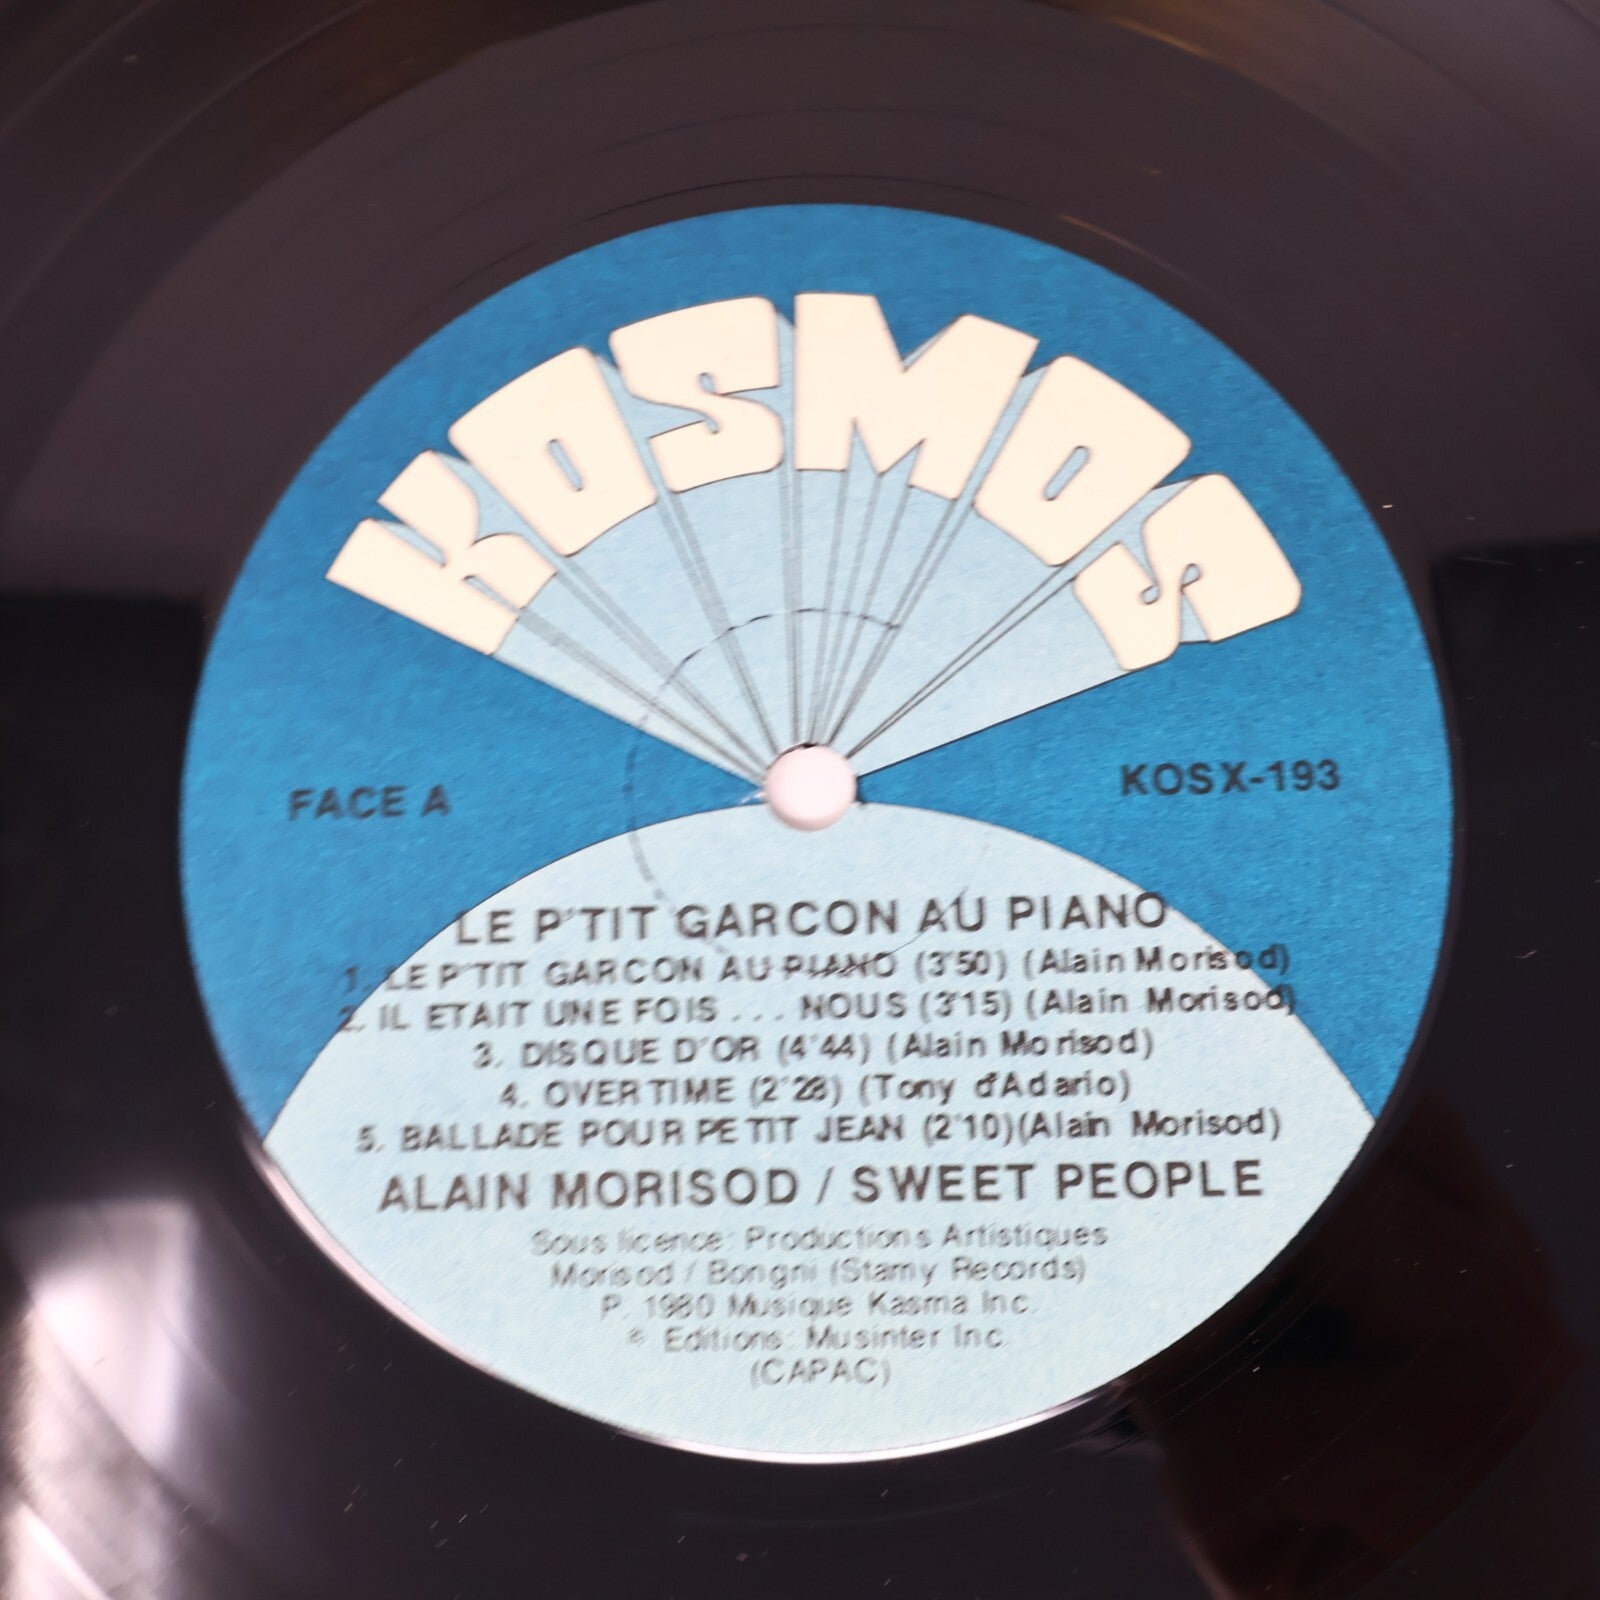 KOSMOS
FACE A
KOSX-193
LE P'TIT GARCON AU PIANO
1. LE P'TIT GARCON AU PIANO (3'50) (Alain Morisod)
2. IL ETAIT UNE FOIS ... NOUS (3'15) (Alain Morisod)
3. DISQUE D'OR (4'44) (Alain Morisod)
4. OVERTIME (2'28) (Tony d'Adario)
5. BALLADE POUR PETIT JEAN (2'10)(Alain Morisod)
ALAIN MORISOD / SWEET PEOPLE
Sous licence: Productions Artistiques
Morisod / Bongni (Stamy Records)
P. 1980 Musique Kasma Inc.
© Editions: Musinter Inc.
(CAPAC)